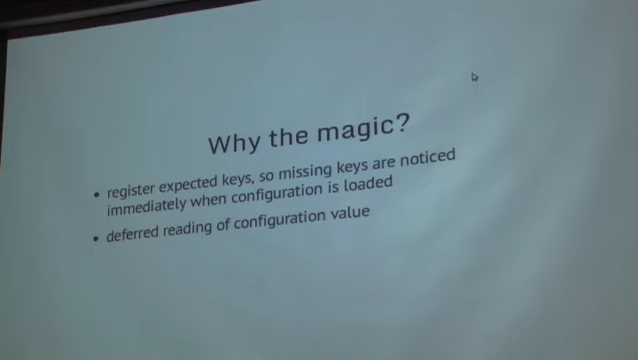 Why the magic?
• register expected keys, so missing keys are noticed
immediately when configuration is loaded
• deferred reading of configuration value